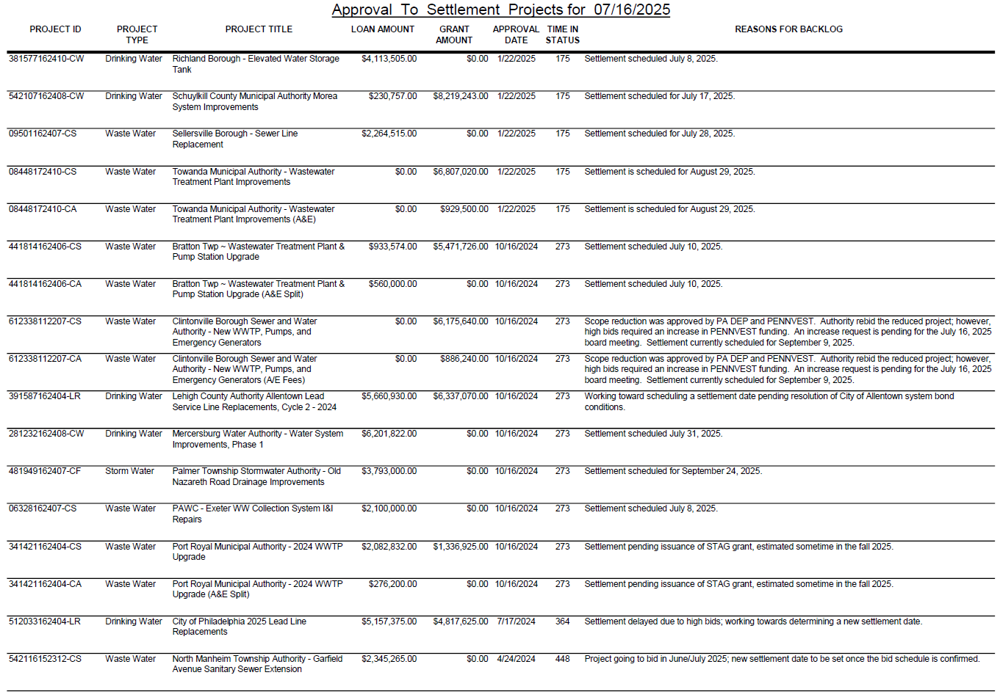 Approval To Settlement Projects for 07/16/2025
PROJECT ID PROJECT TYPE PROJECT TITLE LOAN AMOUNT GRANT AMOUNT APPROVAL DATE TIME IN STATUS REASONS FOR BACKLOG
381577162410-CW Drinking Water Richland Borough - Elevated Water Storage $4,113,505.00 $0.00 1/22/2025 175 Settlement scheduled July 8, 2025.
Tank
542107162408-CW Drinking Water Schuylkill County Municipal Authority Morea $230,757.00 $8,219,243.00 1/22/2025 175 Settlement scheduled for July 17, 2025.
System Improvements
09501162407-CS Waste Water Sellersville Borough - Sewer Line $2,264,515.00 $0.00 1/22/2025 175 Settlement scheduled for July 28, 2025.
Replacement
08448172410-CS Waste Water Towanda Municipal Authority - Wastewater $0.00 $6,807,020.00 1/22/2025 175 Settlement is scheduled for August 29, 2025.
Treatment Plant Improvements
08448172410-CA Waste Water Towanda Municipal Authority - Wastewater $0.00 $929,500.00 1/22/2025 175 Settlement is scheduled for August 29, 2025.
Treatment Plant Improvements (A&E)
441814162406-CS Waste Water Bratton Twp ~ Wastewater Treatment Plant & $933,574.00 $5,471,726.00 10/16/2024 273 Settlement scheduled July 10, 2025.
Pump Station Upgrade
441814162406-CA Waste Water Bratton Twp ~ Wastewater Treatment Plant & $560,000.00 $0.00 10/16/2024 273 Settlement scheduled July 10, 2025.
Pump Station Upgrade (A&E Split)
612338112207-CS Waste Water Clintonville Borough Sewer and Water $0.00 $6,175,640.00 10/16/2024 273 Scope reduction was approved by PA DEP and PENNVEST. Authority rebid the reduced project; however,
Authority - New WWTP, Pumps, and high bids required an increase in PENNVEST funding. An increase request is pending for the July 16, 2025
Emergency Generators board meeting. Settlement currently scheduled for September 9, 2025.
612338112207-CA Waste Water Clintonville Borough Sewer and Water $0.00 $886,240.00 10/16/2024 273 Scope reduction was approved by PA DEP and PENNVEST. Authority rebid the reduced project; however,
Authority - New WWTP, Pumps, and high bids required an increase in PENNVEST funding. An increase request is pending for the July 16, 2025
Emergency Generators (A/E Fees) board meeting. Settlement currently scheduled for September 9, 2025.
391587162404-LR Drinking Water Lehigh County Authority Allentown Lead $5,660,930.00 $6,337,070.00 10/16/2024 273 Working toward scheduling a settlement date pending resolution of City of Allentown system bond
Service Line Replacements, Cycle 2 - 2024 conditions.
281232162408-CW Drinking Water Mercersburg Water Authority - Water System $6,201,822.00 $0.00 10/16/2024 273 Settlement scheduled July 31, 2025.
Improvements, Phase 1
481949162407-CF Storm Water Palmer Township Stormwater Authority - Old $3,793,000.00 $0.00 10/16/2024 273 Settlement scheduled for September 24, 2025.
Nazareth Road Drainage Improvements
06328162407-CS Waste Water PAWC - Exeter WW Collection System I&I $2,100,000.00 $0.00 10/16/2024 273 Settlement scheduled July 8, 2025.
Repairs
341421162404-CS Waste Water Port Royal Municipal Authority - 2024 WWTP $2,082,832.00 $1,336,925.00 10/16/2024 273 Settlement pending issuance of STAG grant, estimated sometime in the fall 2025.
Upgrade
341421162404-CA Waste Water Port Royal Municipal Authority - 2024 WWTP $276,200.00 $0.00 10/16/2024 273 Settlement pending issuance of STAG grant, estimated sometime in the fall 2025.
Upgrade (A&E Split)
512033162404-LR Drinking Water City of Philadelphia 2025 Lead Line $5,157,375.00 $4,817,625.00 7/17/2024 364 Settlement delayed due to high bids; working towards determining a new settlement date.
Replacements
542116152312-CS Waste Water North Manheim Township Authority - Garfield $2,345,265.00 $0.00 4/24/2024 448 Project going to bid in June/July 2025; new settlement date to be set once the bid schedule is confirmed.
Avenue Sanitary Sewer Extension